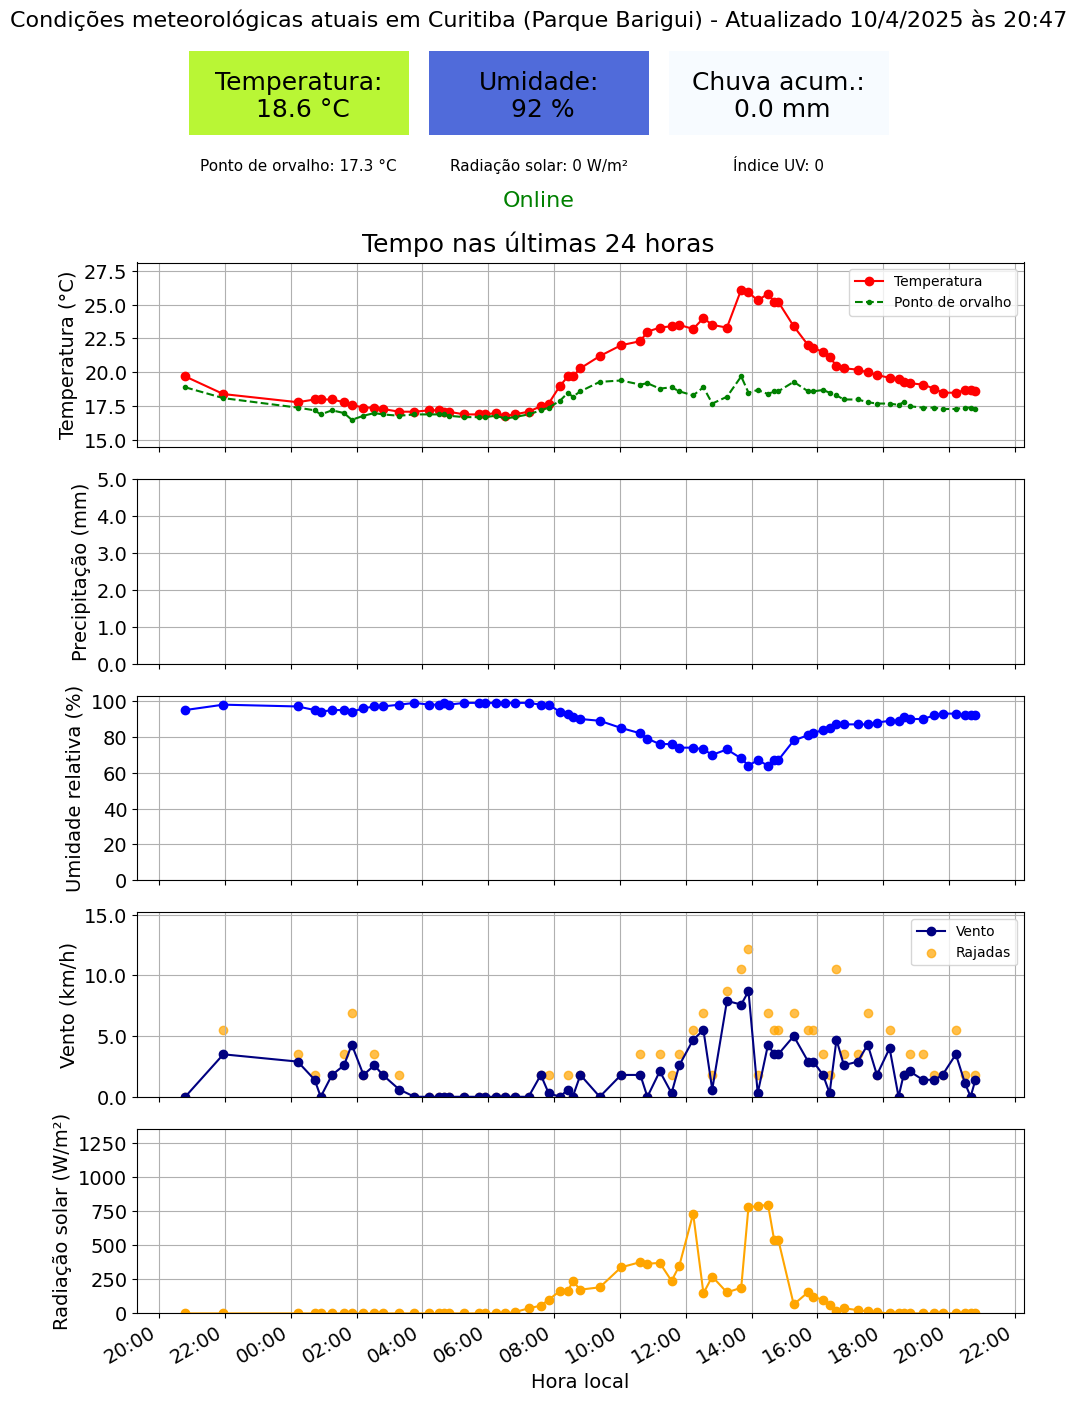 Condições meteorológicas atuais em Curitiba (Parque Barigui) - Atualizado 10/4/2025 às 20:47
Temperatura:
18.6 °C
Umidade:
92 %
Chuva acum.:
0.0 mm
Ponto de orvalho: 17.3 °C
Radiação solar: 0 W/m²
Índice UV: 0
Online
Tempo nas últimas 24 horas
Temperatura (°C)
27.5
25.0
22.5
20.0
17.5
15.0
Temperatura
Ponto de orvalho
Precipitação (mm)
5.0
4.0
3.0
2.0
1.0
0.0
Umidade relativa (%)
100
80
60
40
20
0
Vento (km/h)
15.0
10.0
5.0
0.0
Vento
Rajadas
Radiação solar (W/m²)
1250
1000
750
500
250
0
20:00
22:00
00:00
02:00
04:00
06:00
08:00
10:00
12:00
14:00
16:00
18:00
20:00
22:00
Hora local